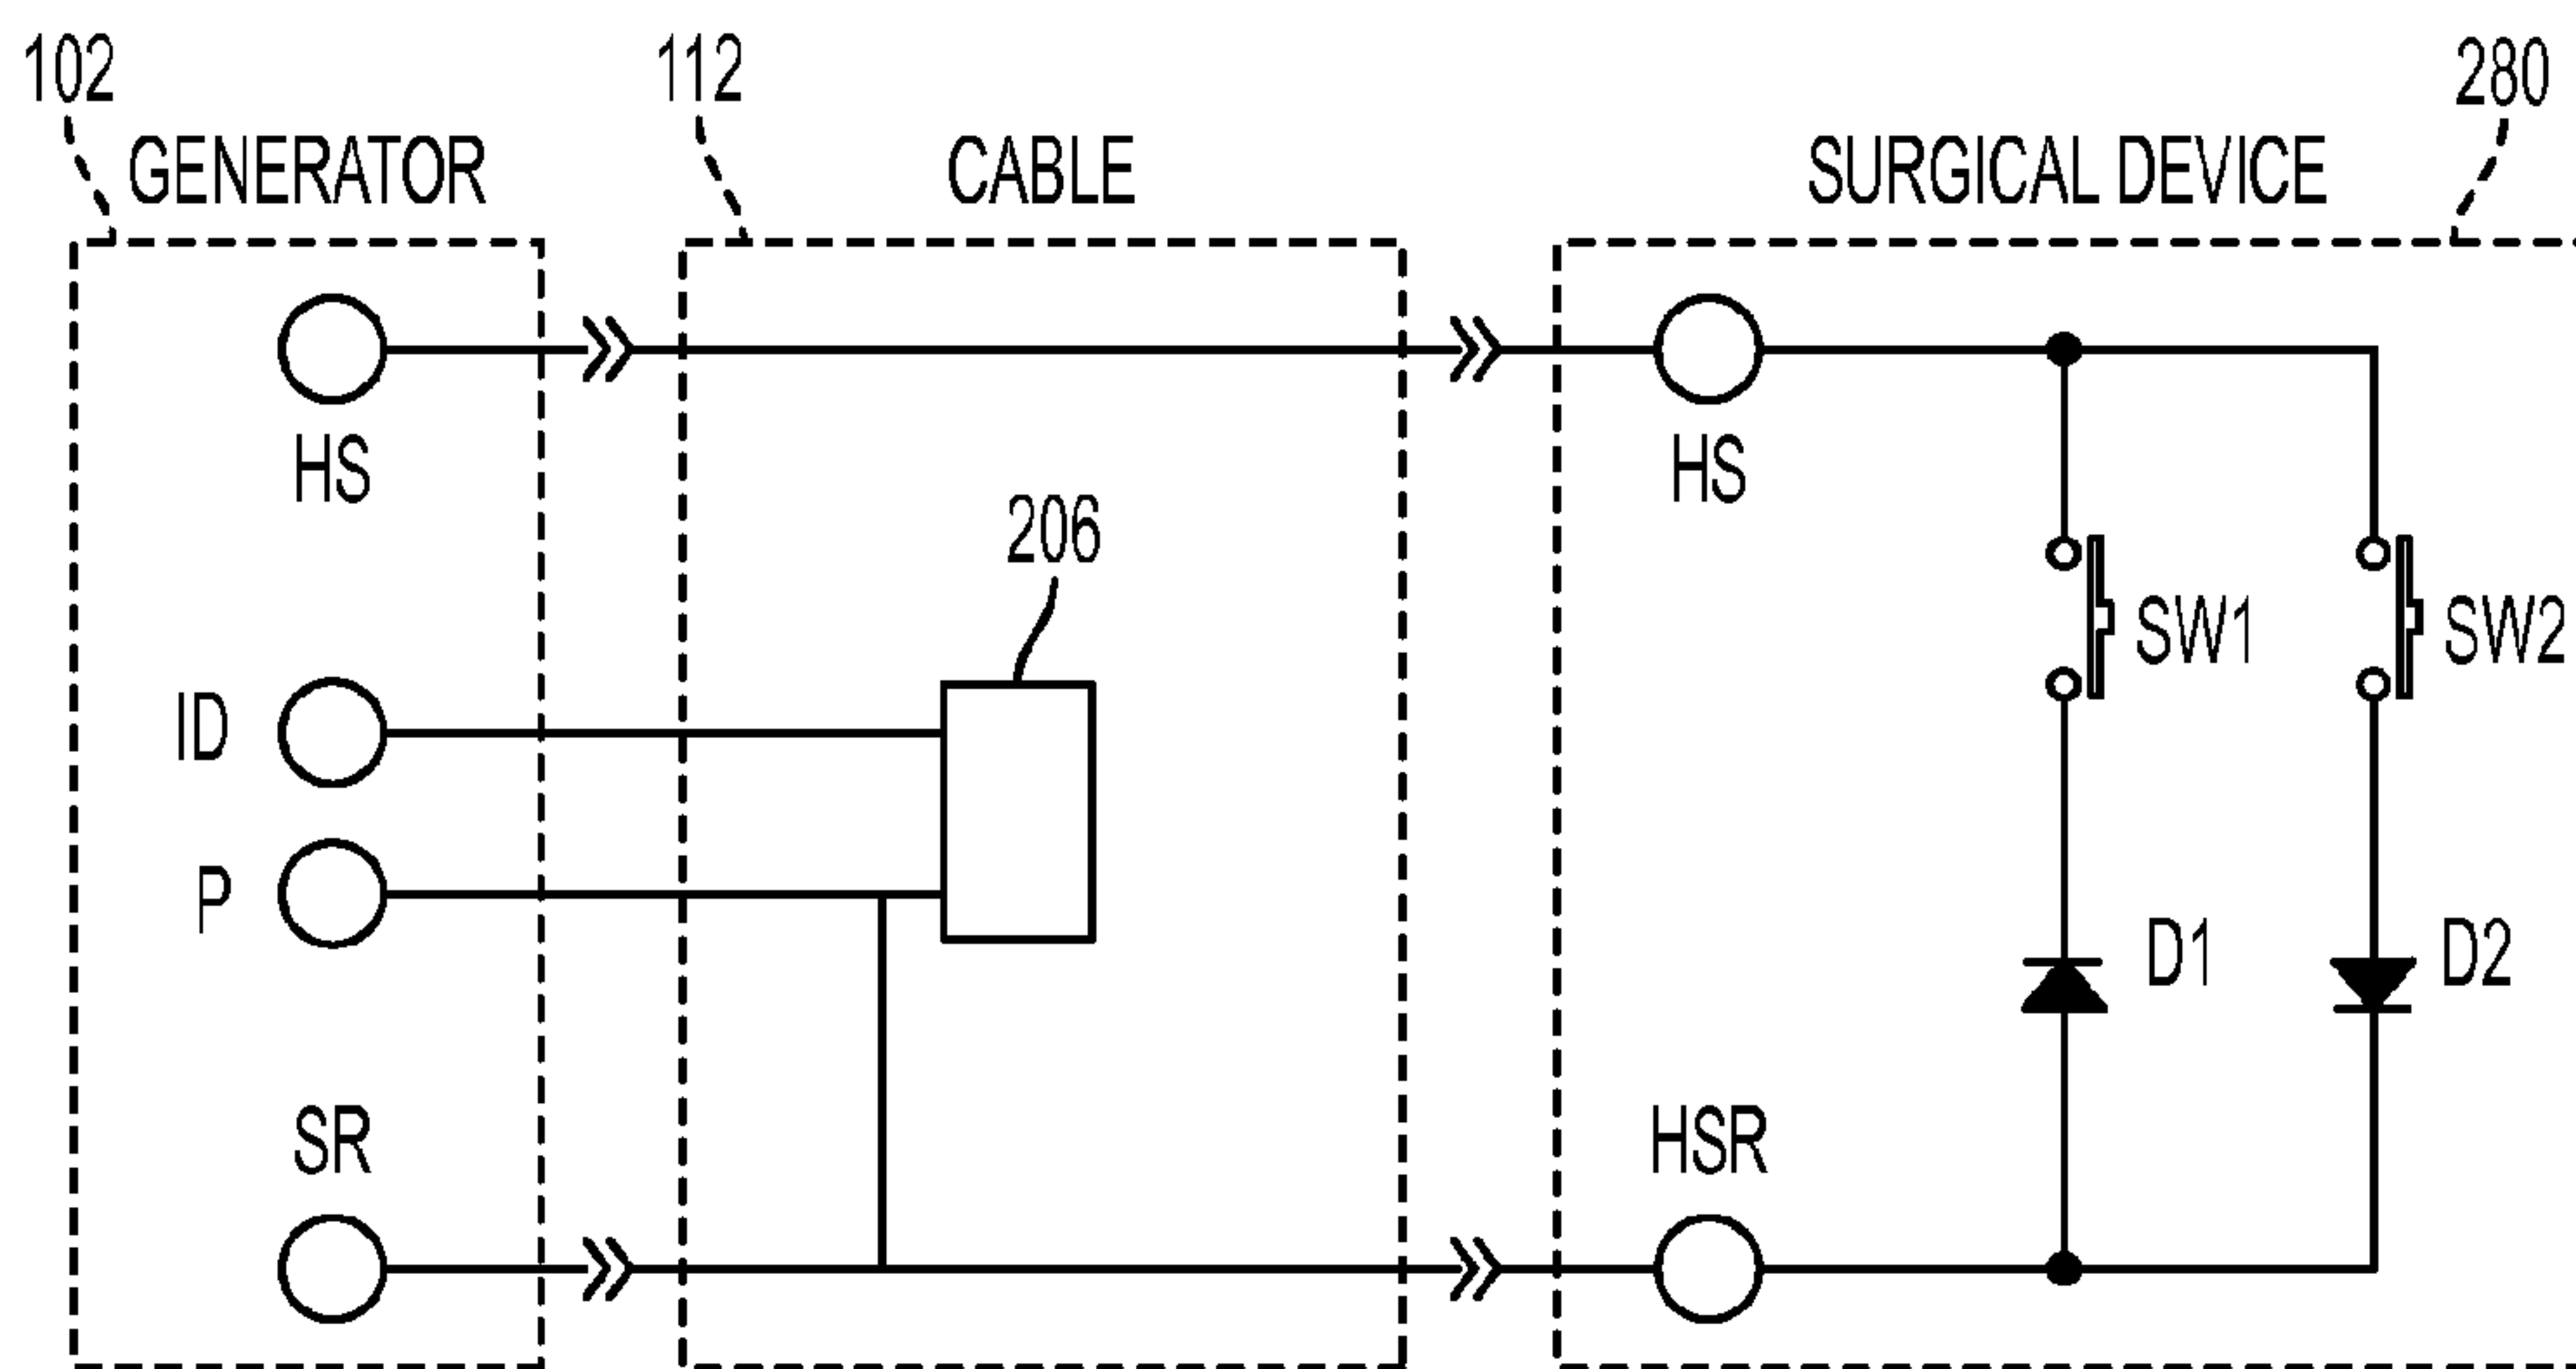 102
112
280
GENERATOR
CABLE
SURGICAL DEVICE
HS
HS
206
SW1
SW2
ID
P
D1
D2
SR
HSR